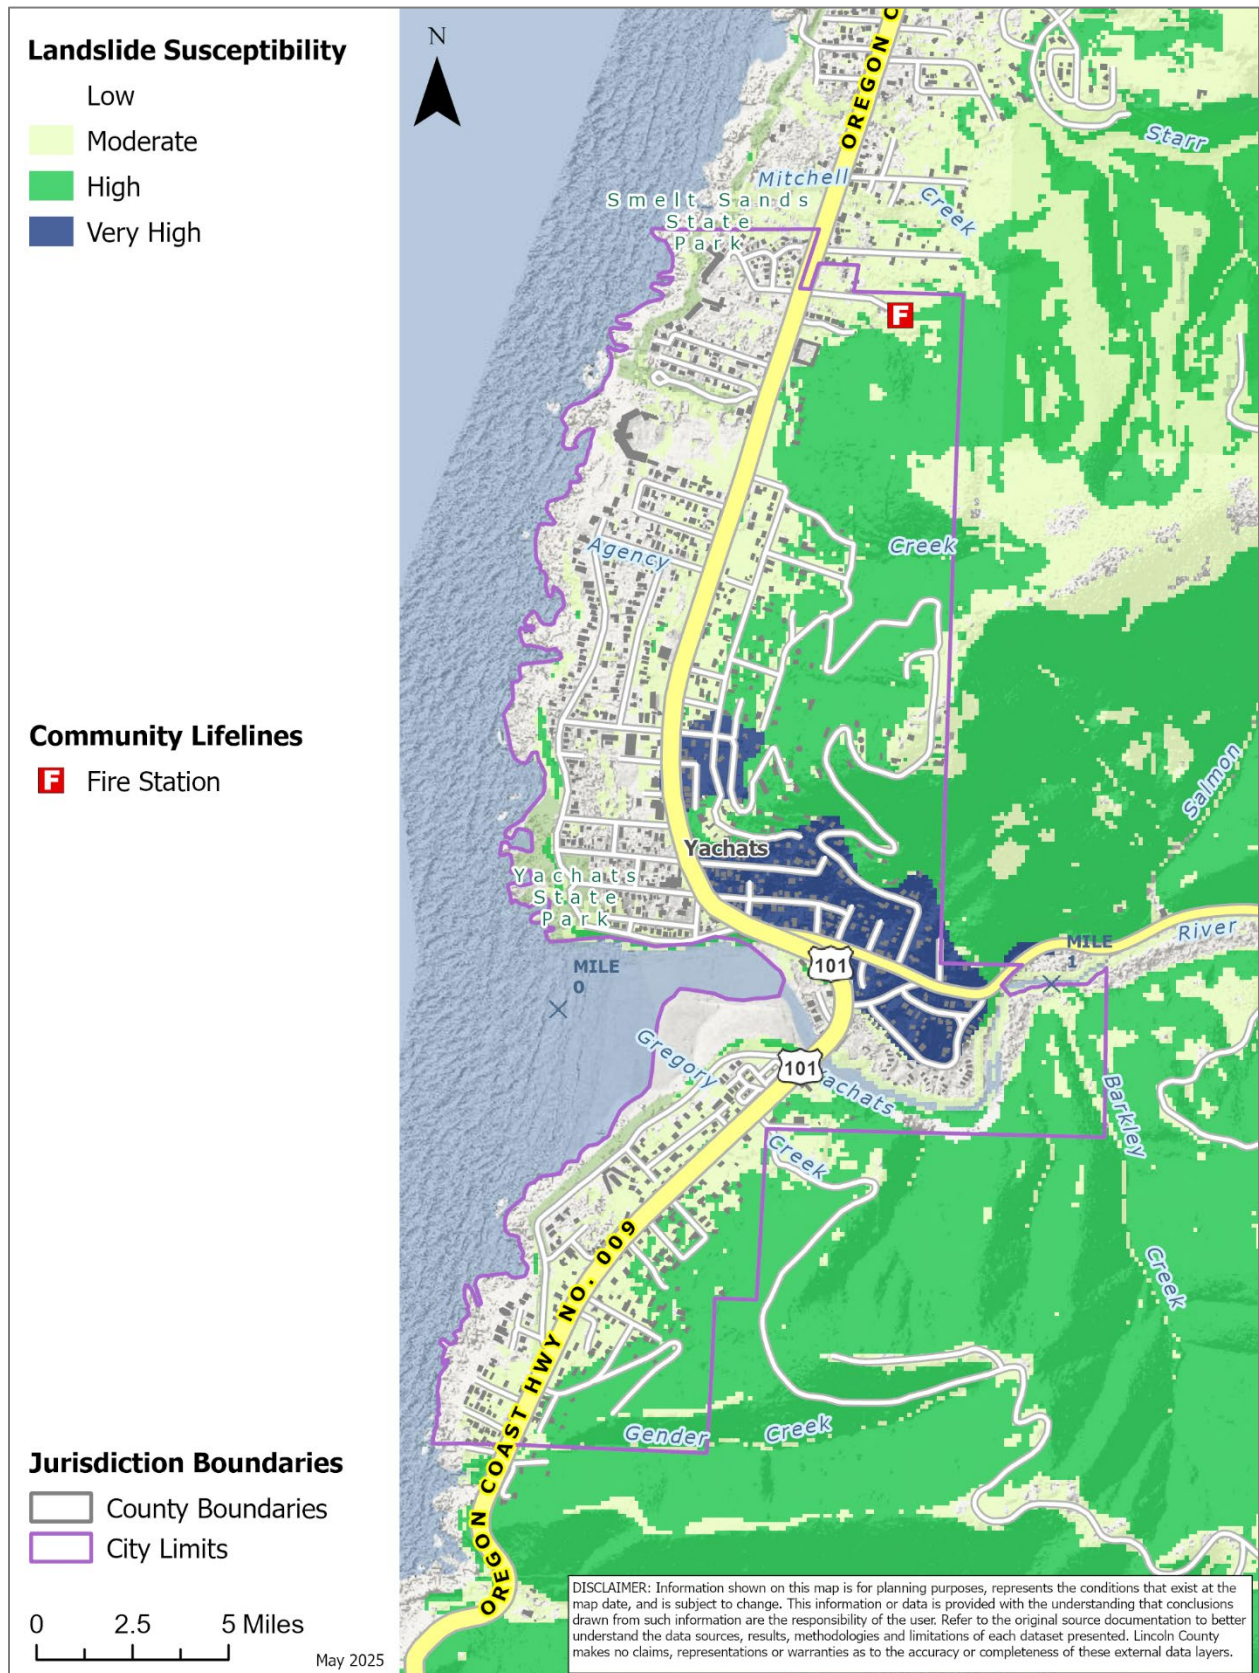 Landslide Susceptibility
Low
Moderate
High
Very High
Community Lifelines
F Fire Station
Jurisdiction Boundaries
County Boundaries
City Limits
0 2.5 5 Miles
May 2025
N
OREGON C
Starr
Mitchell
Creek
Smelt Sands
State
Park
F
Creek
Agency
Salmon
Yachats
Yachats
State
Park
River
MILE
1
MILE
0
101
Gregory
101
Yachats
Barkley
Creek
Creek
OREGON COAST HWY NO. 009
Gender
Creek
DISCLAIMER: Information shown on this map is for planning purposes, represents the conditions that exist at the
map date, and is subject to change. This information or data is provided with the understanding that conclusions
drawn from such information are the responsibility of the user. Refer to the original source documentation to better
understand the data sources, results, methodologies and limitations of each dataset presented. Lincoln County
makes no claims, representations or warranties as to the accuracy or completeness of these external data layers.